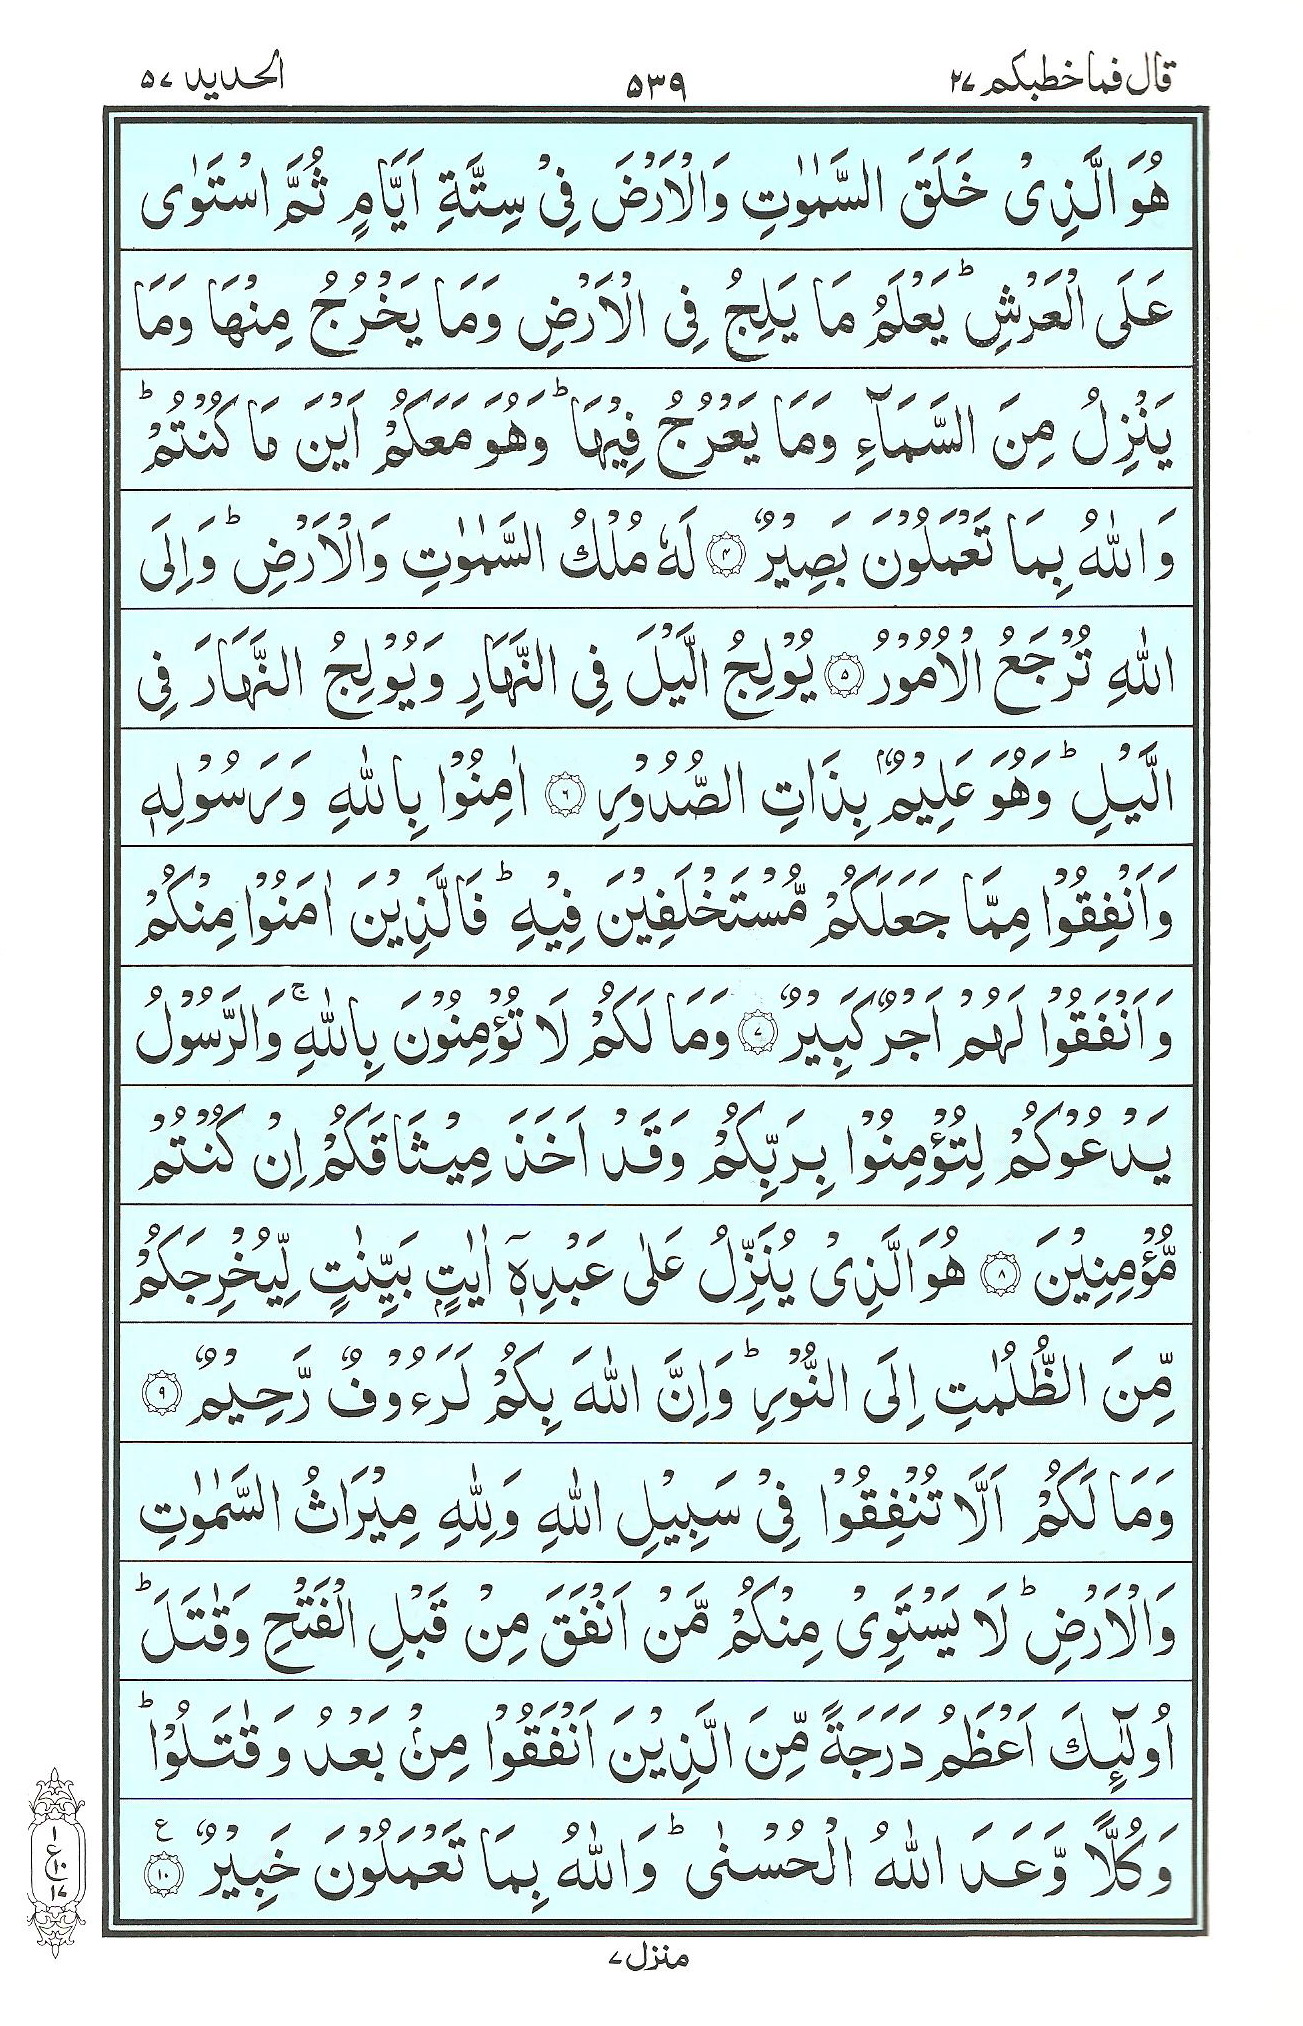 قال فما خطبكم ٢٧ ٥٣٩ الحديد ٥٧
هُوَ الَّذِىْ خَلَقَ السَّمٰوٰتِ وَالْاَرْضَ فِىْ سِتَّةِ اَيَّامٍ ثُمَّ اسْتَوٰى
عَلَى الْعَرْشِ ؕ يَعْلَمُ مَا يَلِجُ فِى الْاَرْضِ وَمَا يَخْرُجُ مِنْهَا وَمَا
يَنْزِلُ مِنَ السَّمَآءِ وَمَا يَعْرُجُ فِيْهَا ؕ وَهُوَ مَعَكُمْ اَيْنَ مَا كُنْتُمْ ؕ
وَاللّٰهُ بِمَا تَعْمَلُوْنَ بَصِيْرٌ ۝٤ لَهٗ مُلْكُ السَّمٰوٰتِ وَالْاَرْضِ ؕ وَاِلَى
اللّٰهِ تُرْجَعُ الْاُمُوْرُ ۝٥ يُوْلِجُ الَّيْلَ فِى النَّهَارِ وَيُوْلِجُ النَّهَارَ فِى
الَّيْلِ ؕ وَهُوَ عَلِيْمٌۢ بِذَاتِ الصُّدُوْرِ ۝٦ اٰمِنُوْا بِاللّٰهِ وَرَسُوْلِهٖ
وَاَنْفِقُوْا مِمَّا جَعَلَكُمْ مُّسْتَخْلَفِيْنَ فِيْهِ ؕ فَالَّذِيْنَ اٰمَنُوْا مِنْكُمْ
وَاَنْفَقُوْا لَهُمْ اَجْرٌ كَبِيْرٌ ۝٧ وَمَا لَكُمْ لَا تُؤْمِنُوْنَ بِاللّٰهِ ۚ وَالرَّسُوْلُ
يَدْعُوْكُمْ لِتُؤْمِنُوْا بِرَبِّكُمْ وَقَدْ اَخَذَ مِيْثَاقَكُمْ اِنْ كُنْتُمْ
مُّؤْمِنِيْنَ ۝٨ هُوَ الَّذِىْ يُنَزِّلُ عَلٰى عَبْدِهٖۤ اٰيٰتٍۭ بَيِّنٰتٍ لِّيُخْرِجَكُمْ
مِّنَ الظُّلُمٰتِ اِلَى النُّوْرِ ؕ وَاِنَّ اللّٰهَ بِكُمْ لَرَءُوْفٌ رَّحِيْمٌ ۝٩
وَمَا لَكُمْ اَلَّا تُنْفِقُوْا فِىْ سَبِيْلِ اللّٰهِ وَلِلّٰهِ مِيْرَاثُ السَّمٰوٰتِ
وَالْاَرْضِ ؕ لَا يَسْتَوِىْ مِنْكُمْ مَّنْ اَنْفَقَ مِنْ قَبْلِ الْفَتْحِ وَقٰتَلَ ؕ
اُولٰٓئِكَ اَعْظَمُ دَرَجَةً مِّنَ الَّذِيْنَ اَنْفَقُوْا مِنْۢ بَعْدُ وَقٰتَلُوْا ؕ
وَكُلًّا وَّعَدَ اللّٰهُ الْحُسْنٰى ؕ وَاللّٰهُ بِمَا تَعْمَلُوْنَ خَبِيْرٌ ع ۝١٠
١
ع ١٠
١٧
منزل ٧